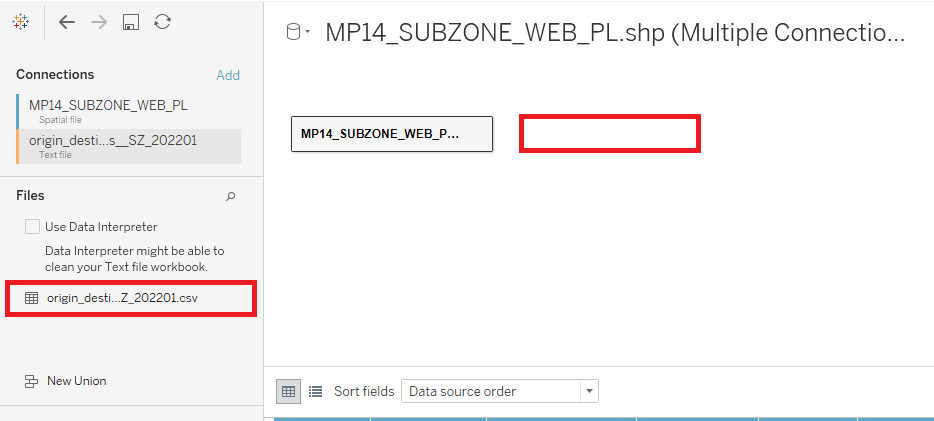 MP14_SUBZONE_WEB_PL.shp (Multiple Connectio...
Connections
Add
MP14_SUBZONE_WEB_PL
Spatial file
origin_desti...s__SZ_202201
Text file
MP14_SUBZONE_WEB_P...
Files
Use Data Interpreter
Data Interpreter might be able to
clean your Text file workbook.
origin_desti...Z_202201.csv
New Union
Sort fields
Data source order